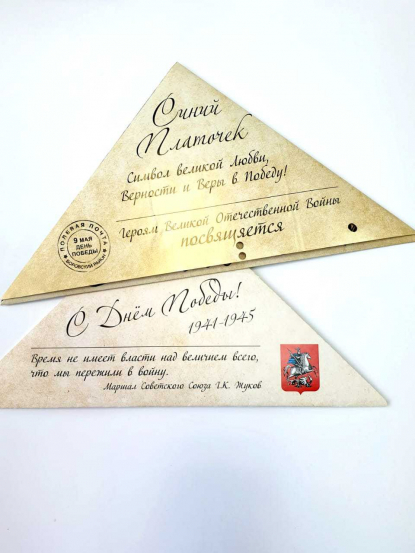 Синий
Платочек
Символ великой Любви,
Верности и Веры в Победу!
Героям Великой Отечественной Войны
посвящается
ПОЛЕВАЯ ПОЧТА
9 МАЯ
ДЕНЬ
ПОБЕДЫ
БОРОВСКИЙ РАЙОН
С Днём Победы!
1941-1945
Время не имеет власти над величием всего,
что мы пережили в войну.
Маршал Советского Союза Г.К. Жуков